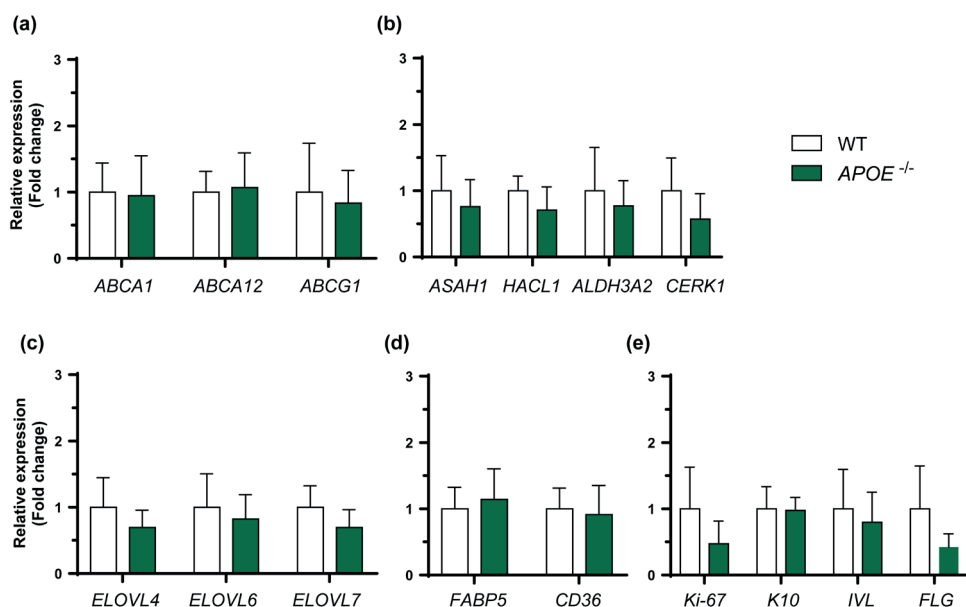 (a)
Relative expression
(Fold change)
3
2
1
0
ABCA1 ABCA12 ABCG1
(b)
3
2
1
0
ASAH1 HACL1 ALDH3A2 CERK1
WT
APOE -/-
(c)
Relative expression
(Fold change)
3
2
1
0
ELOVL4 ELOVL6 ELOVL7
(d)
3
2
1
0
FABP5 CD36
(e)
3
2
1
0
Ki-67 K10 IVL FLG